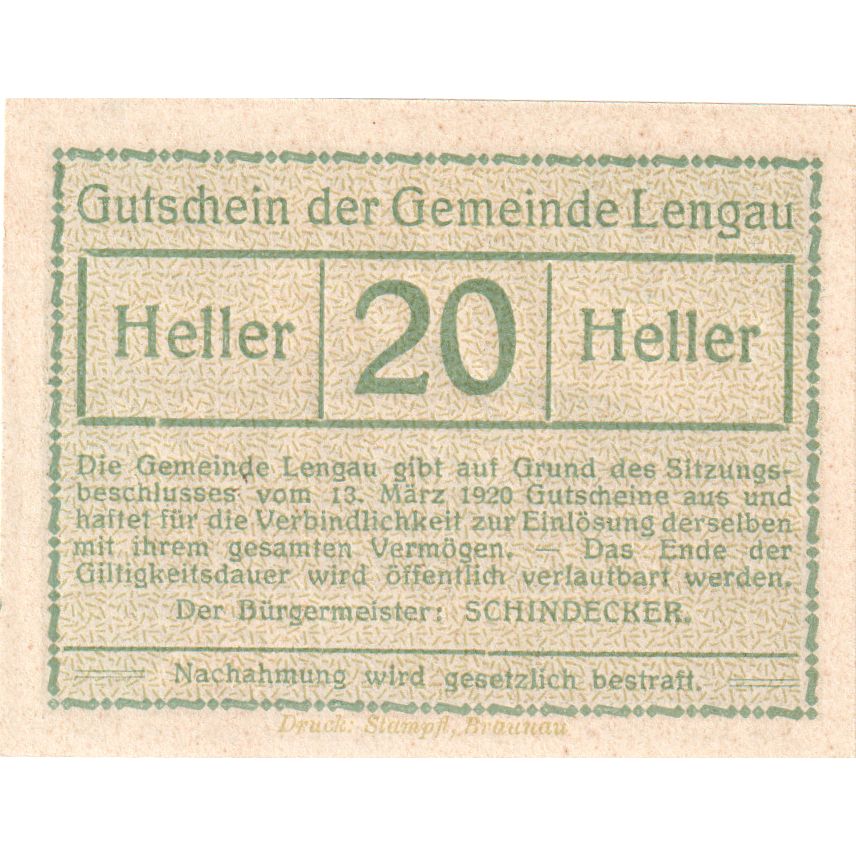 Gutschein der Gemeinde Lengau
Heller 20 Heller
Die Gemeinde Lengau gibt auf Grund des Sitzungs-
beschlusses vom 13. März 1920 Gutscheine aus und
haftet für die Verbindlichkeit zur Einlösung derselben
mit ihrem gesamten Vermögen. — Das Ende der
Giltigkeitsdauer wird öffentlich verlautbart werden.
Der Bürgermeister: SCHINDECKER.
Nachahmung wird gesetzlich bestraft.
Druck: Stampfl, Braunau